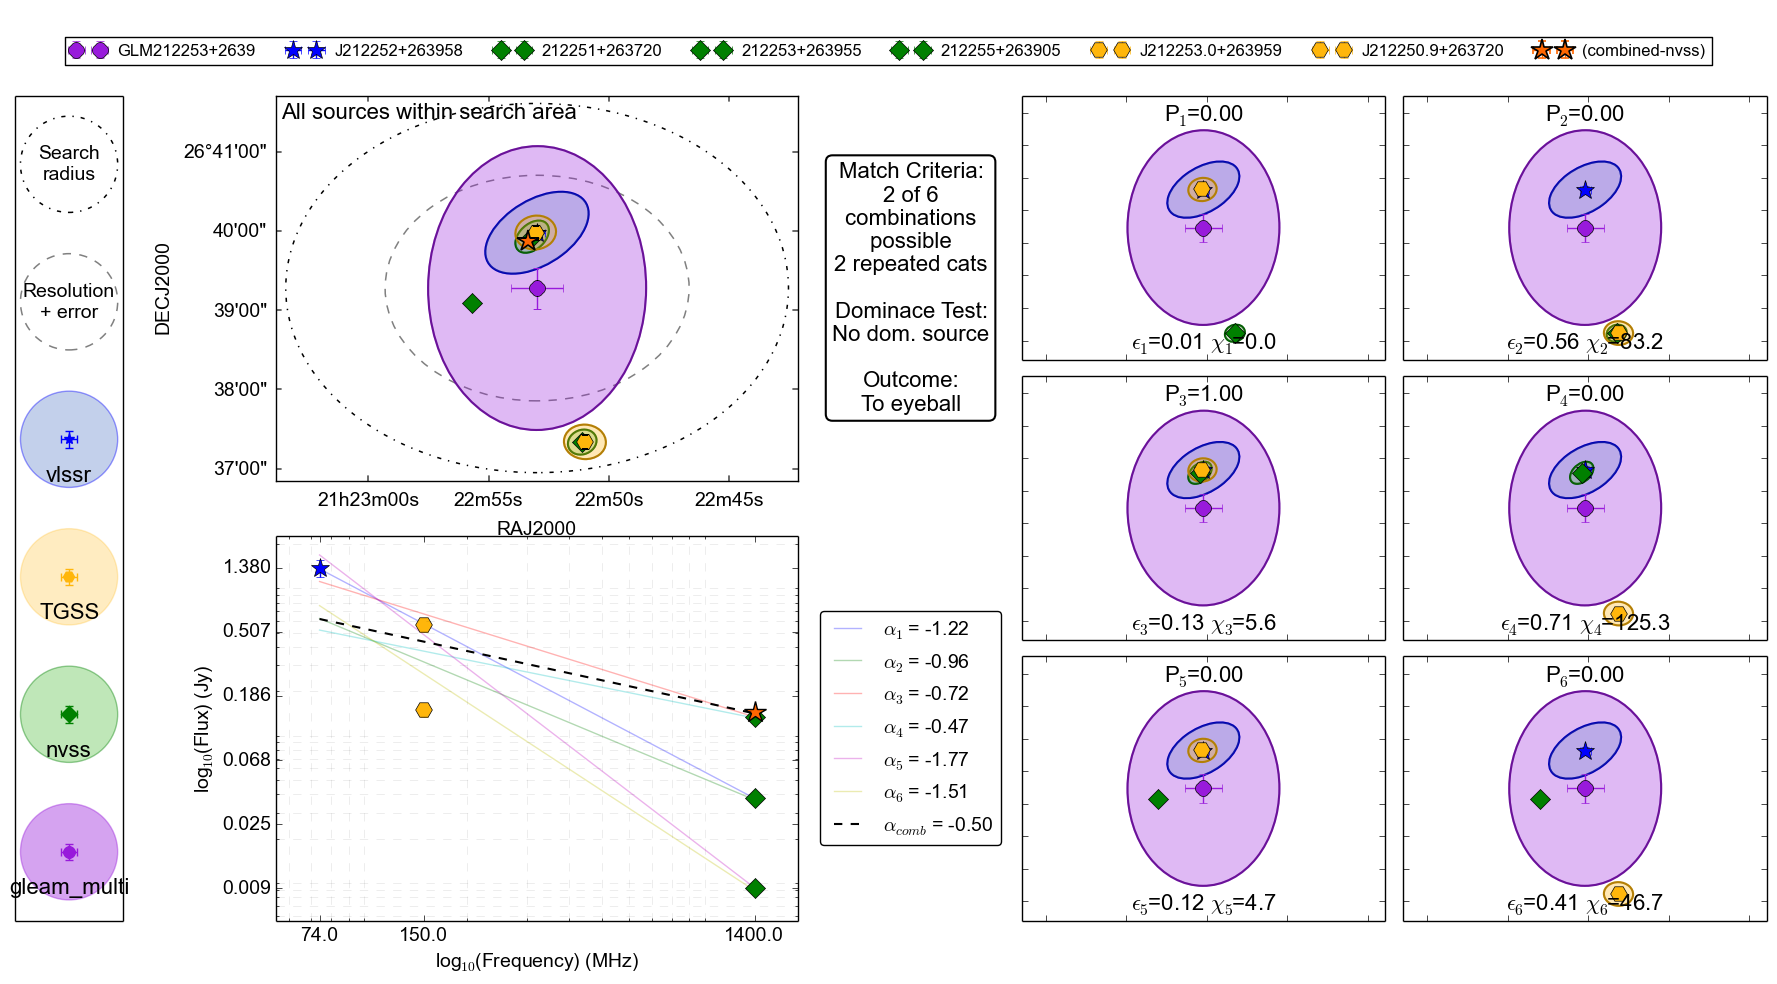 GLM212253+2639 J212252+263958 212251+263720 212253+263955 212255+263905 J212253.0+263959 J212250.9+263720 (combined-nvss)
Search
radius
Resolution
+ error
vlssr
TGSS
nvss
gleam_multi
All sources within search area
DECJ2000
26°41'00"
40'00"
39'00"
38'00"
37'00"
21h23m00s 22m55s 22m50s 22m45s
RAJ2000
log10(Flux) (Jy)
1.380
0.507
0.186
0.068
0.025
0.009
74.0 150.0 1400.0
log10(Frequency) (MHz)
Match Criteria:
2 of 6
combinations
possible
2 repeated cats
Dominace Test:
No dom. source
Outcome:
To eyeball
α1 = -1.22
α2 = -0.96
α3 = -0.72
α4 = -0.47
α5 = -1.77
α6 = -1.51
αcomb = -0.50
P1=0.00
ϵ1=0.01 χ1=0.0
P2=0.00
ϵ2=0.56 χ2=83.2
P3=1.00
ϵ3=0.13 χ3=5.6
P4=0.00
ϵ4=0.71 χ4=125.3
P5=0.00
ϵ5=0.12 χ5=4.7
P6=0.00
ϵ6=0.41 χ6=46.7